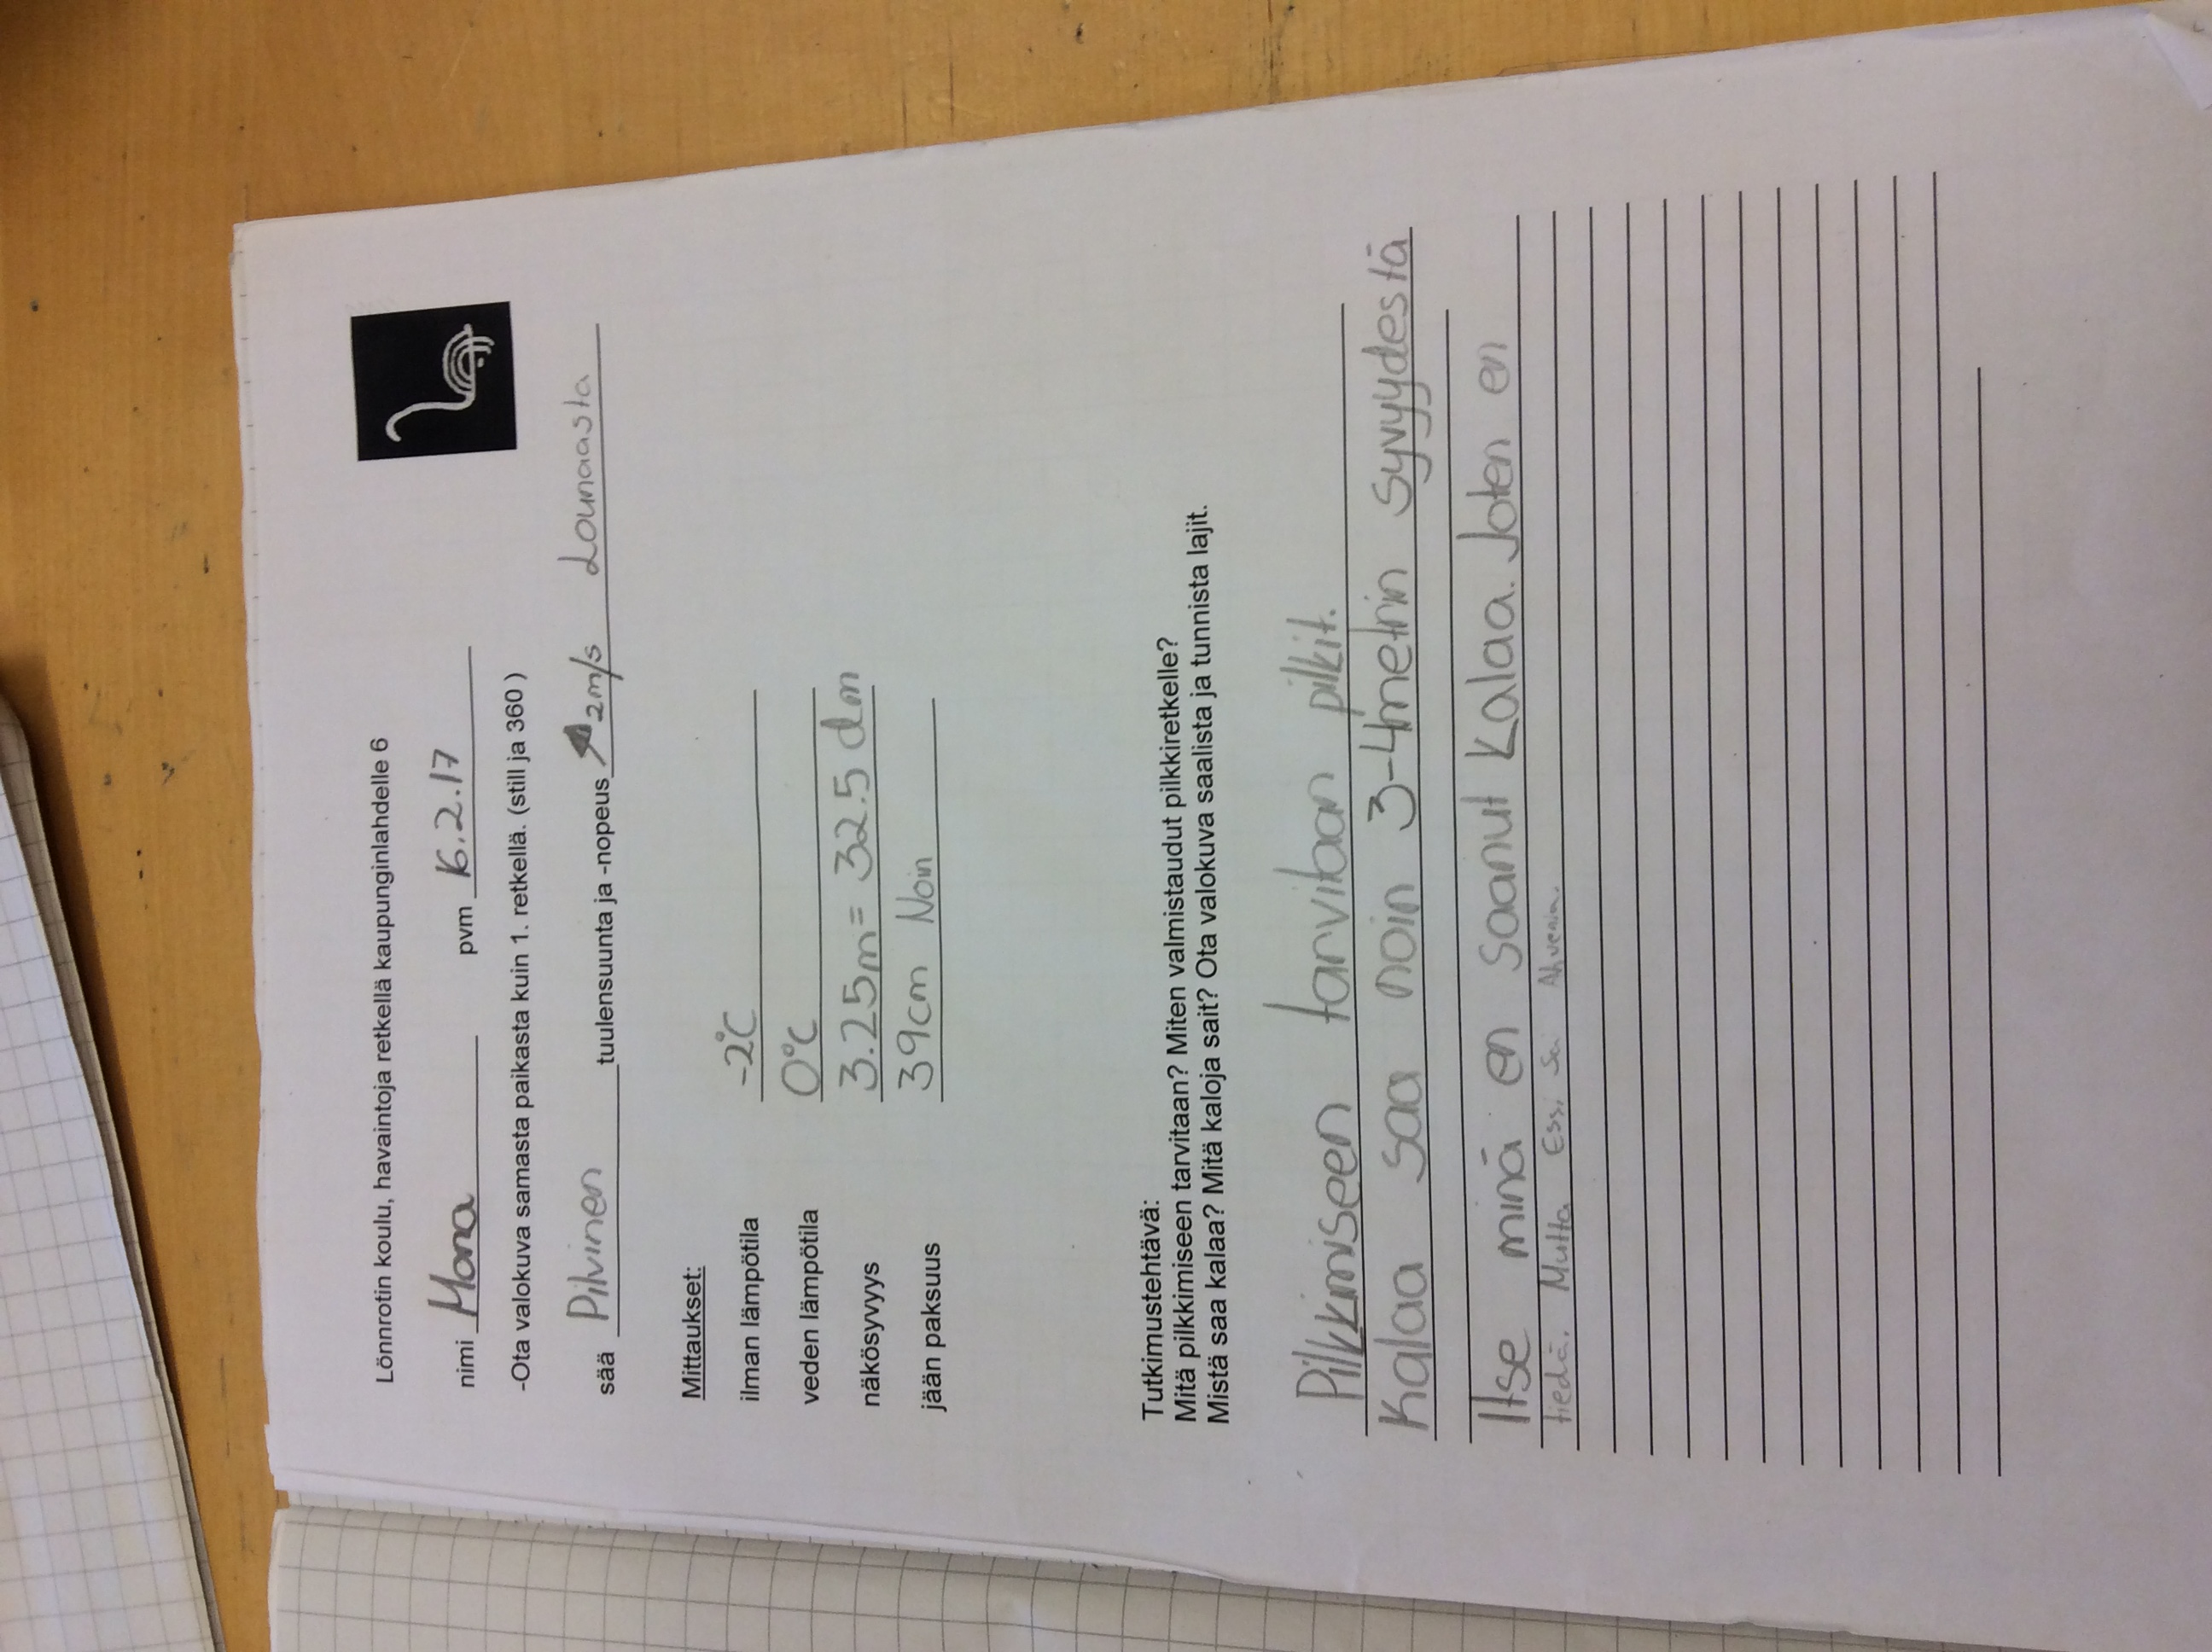 Lönnrotin koulu, havaintoja retkellä kaupunginlahdelle 6
nimi Mona pvm 16.2.17
-Ota valokuva samasta paikasta kuin 1. retkellä. (still ja 360 )
sää Pilvinen tuulensuunta ja -nopeus 2m/s Lounaasta
Mittaukset:
ilman lämpötila -2°C
veden lämpötila 0°C
näkösyvyys 3.25m = 32.5 dm
jään paksuus 39cm Noin
Tutkimustehtävä:
Mitä pilkkimiseen tarvitaan? Miten valmistaudut pilkkiretkelle?
Mistä saa kalaa? Mitä kaloja sait? Ota valokuva saalista ja tunnista lajit.
Pilkkimiseen tarvitaan pilkit.
Kalaa saa noin 3-4metrin syvyydestä
Itse minä en saanut kalaa. Joten en
tiedä. Mutta Essi sai Ahvenin.